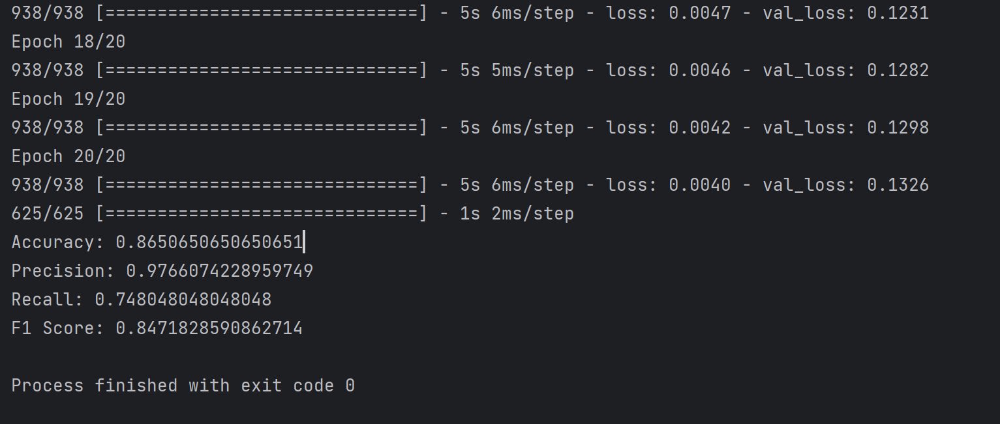 938/938 [==============================] - 5s 6ms/step - loss: 0.0047 - val_loss: 0.1231
Epoch 18/20
938/938 [==============================] - 5s 5ms/step - loss: 0.0046 - val_loss: 0.1282
Epoch 19/20
938/938 [==============================] - 5s 6ms/step - loss: 0.0042 - val_loss: 0.1298
Epoch 20/20
938/938 [==============================] - 5s 6ms/step - loss: 0.0040 - val_loss: 0.1326
625/625 [==============================] - 1s 2ms/step
Accuracy: 0.8650650650650651
Precision: 0.9766074228959749
Recall: 0.748048048048048
F1 Score: 0.8471828590862714
Process finished with exit code 0